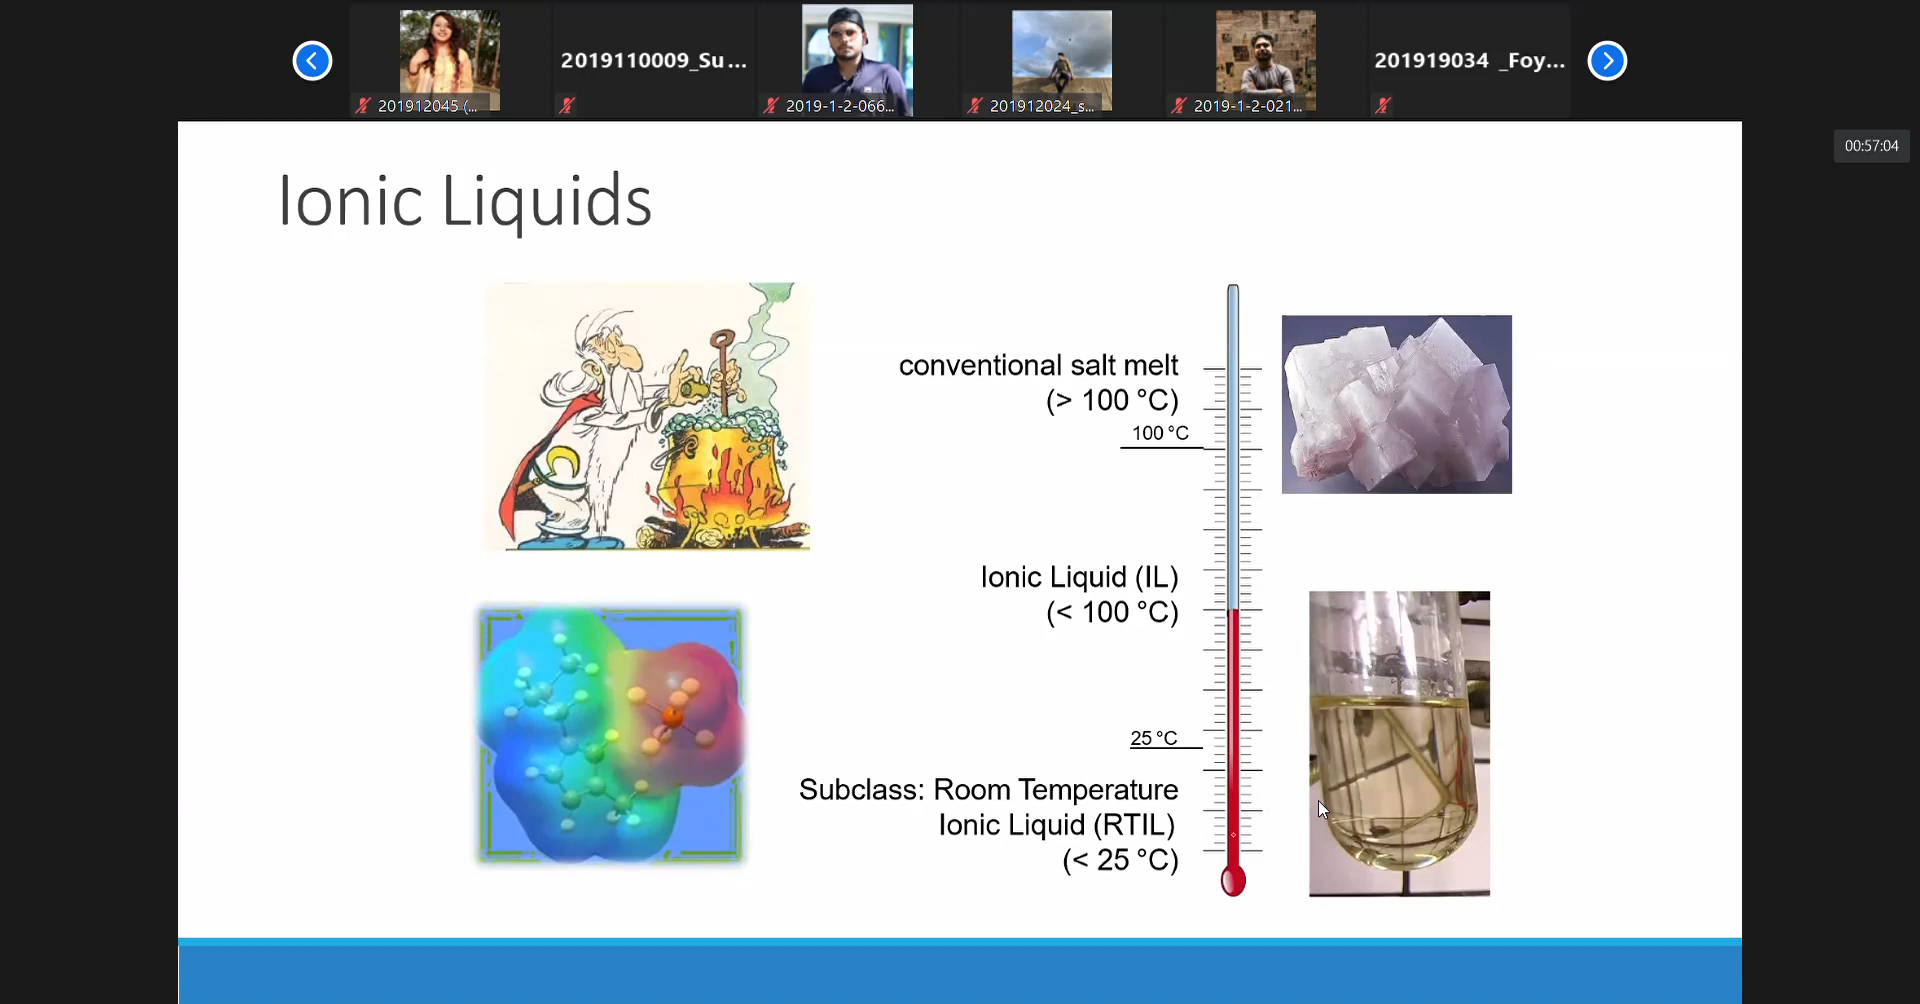 201912045 (...
2019110009_Su...
2019-1-2-066...
201912024_s...
2019-1-2-021...
201919034 _Foy...
00:57:04
Ionic Liquids
conventional salt melt
(> 100 °C)
100 °C
Ionic Liquid (IL)
(< 100 °C)
25 °C
Subclass: Room Temperature
Ionic Liquid (RTIL)
(< 25 °C)